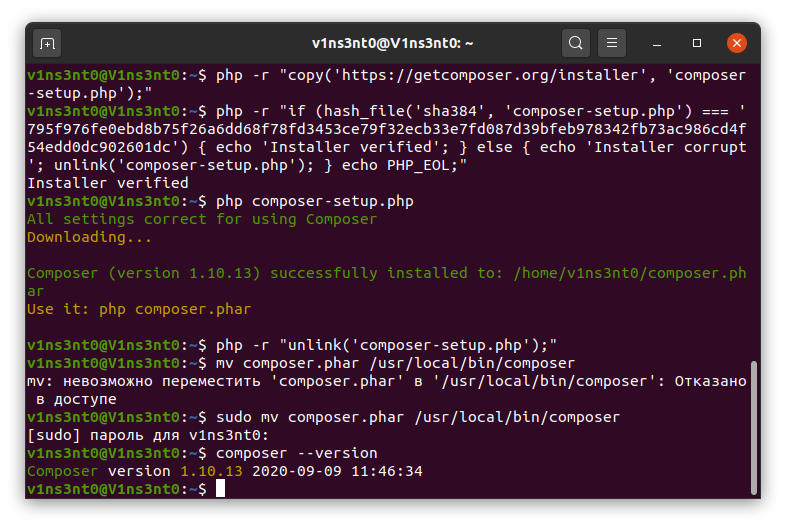 v1ns3nt0@V1ns3nt0: ~
v1ns3nt0@V1ns3nt0:~$ php -r "copy('https://getcomposer.org/installer', 'composer
-setup.php');"
v1ns3nt0@V1ns3nt0:~$ php -r "if (hash_file('sha384', 'composer-setup.php') === '
795f976fe0ebd8b75f26a6dd68f78fd3453ce79f32ecb33e7fd087d39bfeb978342fb73ac986cd4f
54edd0dc902601dc') { echo 'Installer verified'; } else { echo 'Installer corrupt
'; unlink('composer-setup.php'); } echo PHP_EOL;"
Installer verified
v1ns3nt0@V1ns3nt0:~$ php composer-setup.php
All settings correct for using Composer
Downloading...
Composer (version 1.10.13) successfully installed to: /home/v1ns3nt0/composer.ph
ar
Use it: php composer.phar
v1ns3nt0@V1ns3nt0:~$ php -r "unlink('composer-setup.php');"
v1ns3nt0@V1ns3nt0:~$ mv composer.phar /usr/local/bin/composer
mv: невозможно переместить 'composer.phar' в '/usr/local/bin/composer': Отказано
 в доступе
v1ns3nt0@V1ns3nt0:~$ sudo mv composer.phar /usr/local/bin/composer
[sudo] пароль для v1ns3nt0:
v1ns3nt0@V1ns3nt0:~$ composer --version
Composer version 1.10.13 2020-09-09 11:46:34
v1ns3nt0@V1ns3nt0:~$